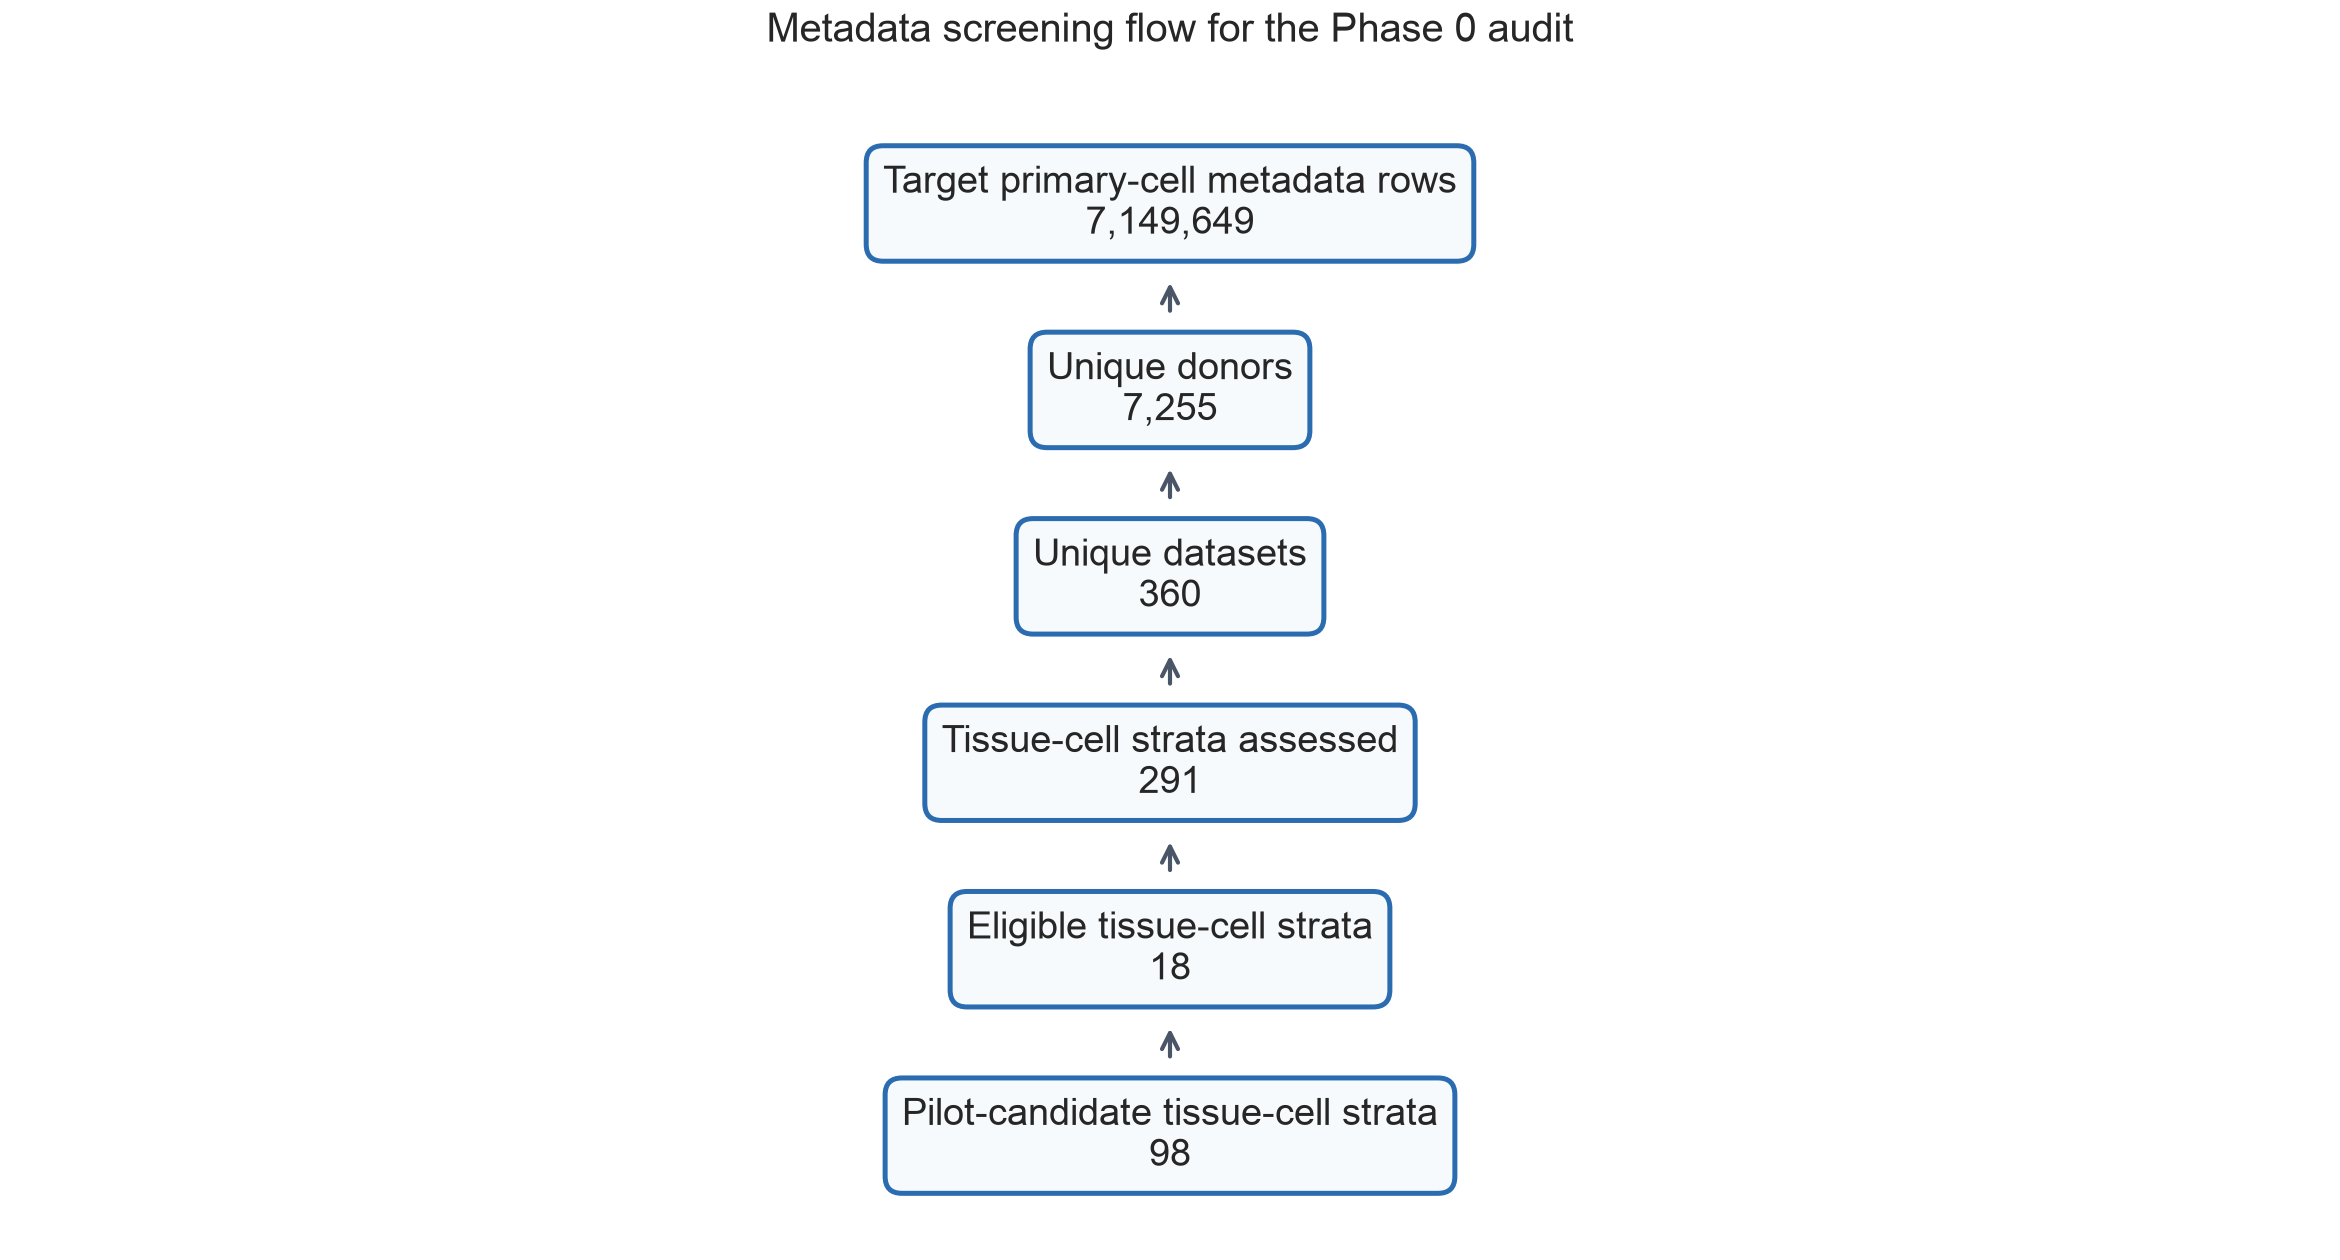 Metadata screening flow for the Phase 0 audit
Target primary-cell metadata rows
7,149,649
Unique donors
7,255
Unique datasets
360
Tissue-cell strata assessed
291
Eligible tissue-cell strata
18
Pilot-candidate tissue-cell strata
98